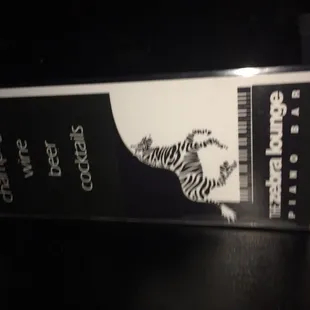 THE zebra lounge
PIANO BAR
wine
beer
cocktails